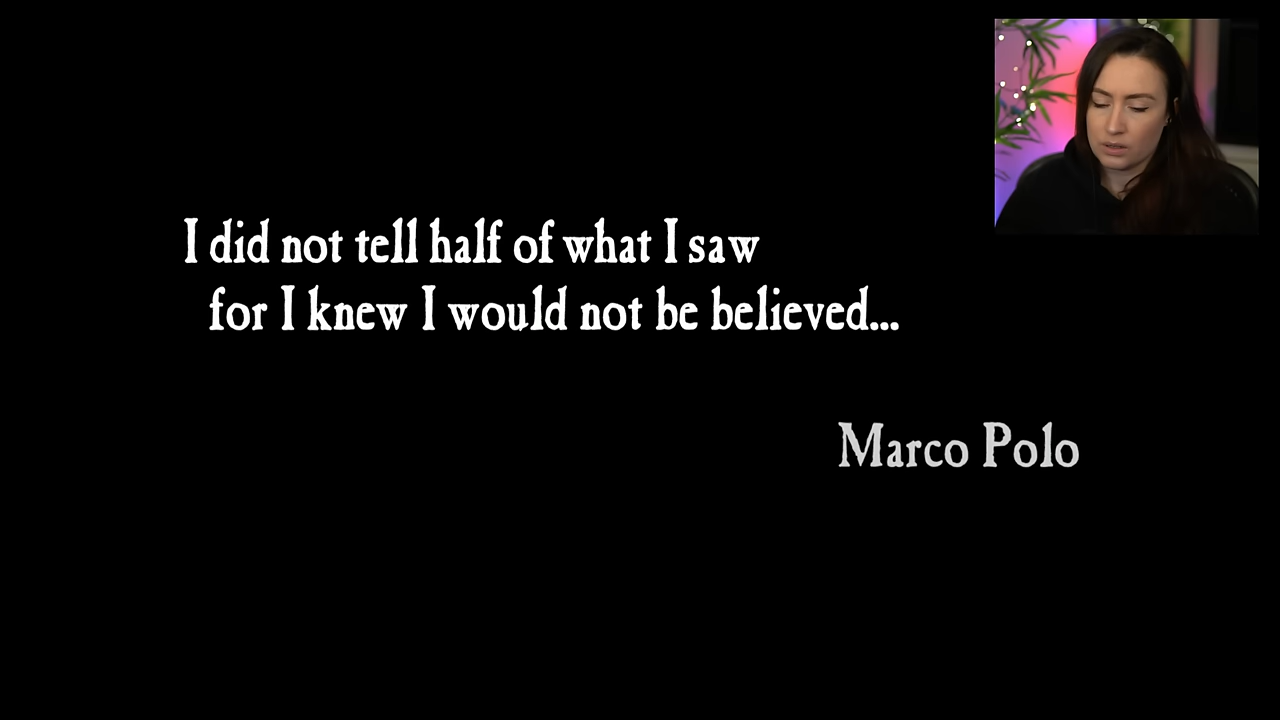 I did not tell half of what I saw
for I knew I would not be believed...
Marco Polo